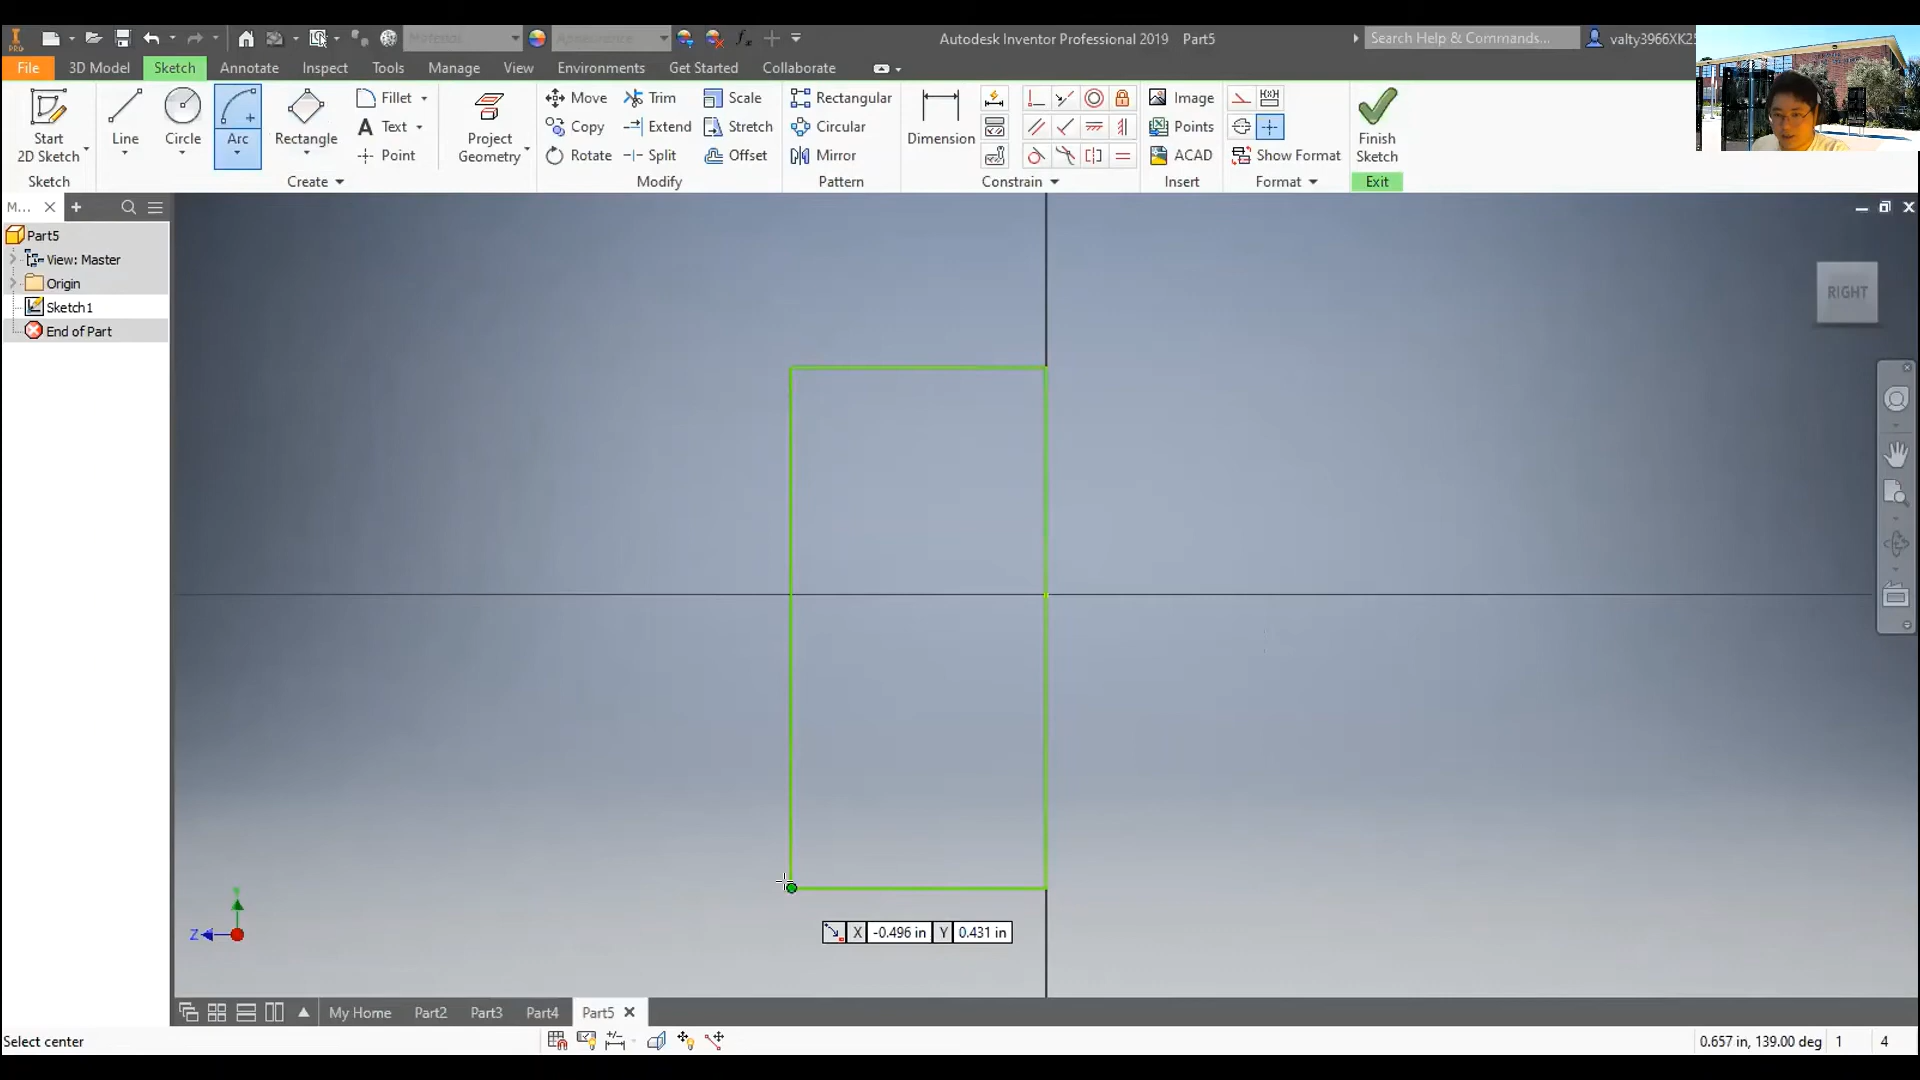 PRO
Material
Appearance
Autodesk Inventor Professional 2019 Part5
Search Help & Commands...
valty3966XK25
File 3D Model Sketch Annotate Inspect Tools Manage View Environments Get Started Collaborate
Start
2D Sketch
Line
Circle
Arc
Rectangle
Fillet
Text
Point
Project
Geometry
Move Trim Scale
Copy Extend Stretch
Rotate Split Offset
Rectangular
Circular
Mirror
Dimension
Image
Points
ACAD
Show Format
Finish
Sketch
Sketch Create Modify Pattern Constrain Insert Format Exit
M...
Part5
View: Master
Origin
Sketch1
End of Part
RIGHT
X -0.496 in Y 0.431 in
Y
Z
My Home Part2 Part3 Part4 Part5
Select center
0.657 in, 139.00 deg 1 4